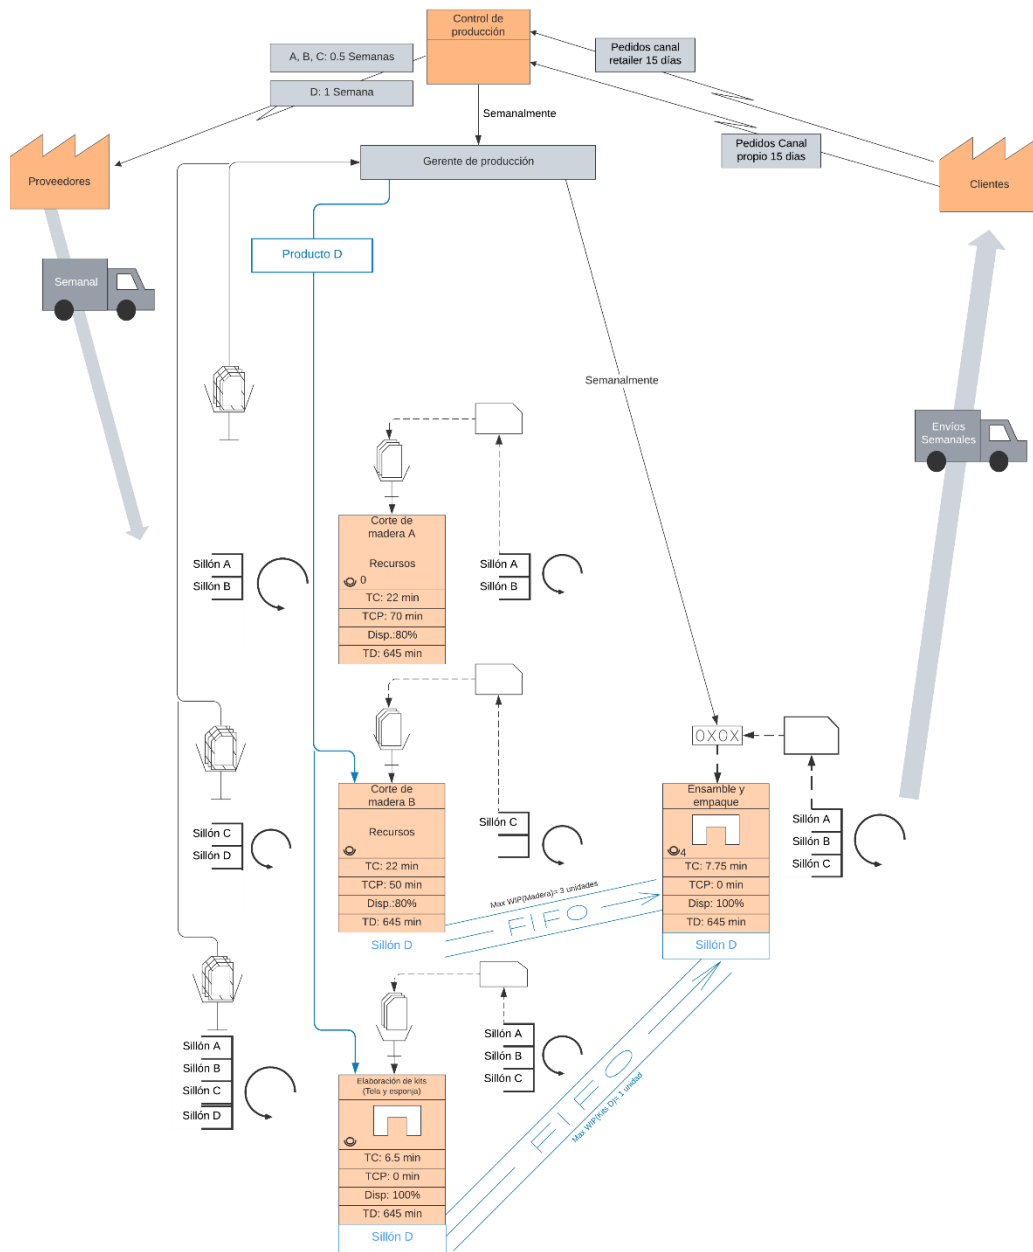 Control de
producción
A, B, C: 0.5 Semanas
D: 1 Semana
Pedidos canal
retailer 15 días
Semanalmente
Pedidos Canal
propio 15 dias
Proveedores
Gerente de producción
Clientes
Producto D
Semanal
Semanalmente
Envíos
Semanales
Corte de
madera A
Recursos
0
TC: 22 min
TCP: 70 min
Disp.:80%
TD: 645 min
Sillón A
Sillón B
Sillón A
Sillón B
OXOX
Corte de
madera B
Recursos
TC: 22 min
TCP: 50 min
Disp.:80%
TD: 645 min
Sillón D
Sillón C
Sillón D
Sillón C
Ensamble y
empaque
4
TC: 7.75 min
TCP: 0 min
Disp: 100%
TD: 645 min
Sillón D
Sillón A
Sillón B
Sillón C
Max WIP(Madera)= 3 unidades
FIFO
Sillón A
Sillón B
Sillón C
Sillón D
Sillón A
Sillón B
Sillón C
Elaboración de kits
(Tela y esponja)
TC: 6.5 min
TCP: 0 min
Disp: 100%
TD: 645 min
Sillón D
FIFO
Max WIP(Kits D)= 1 unidad